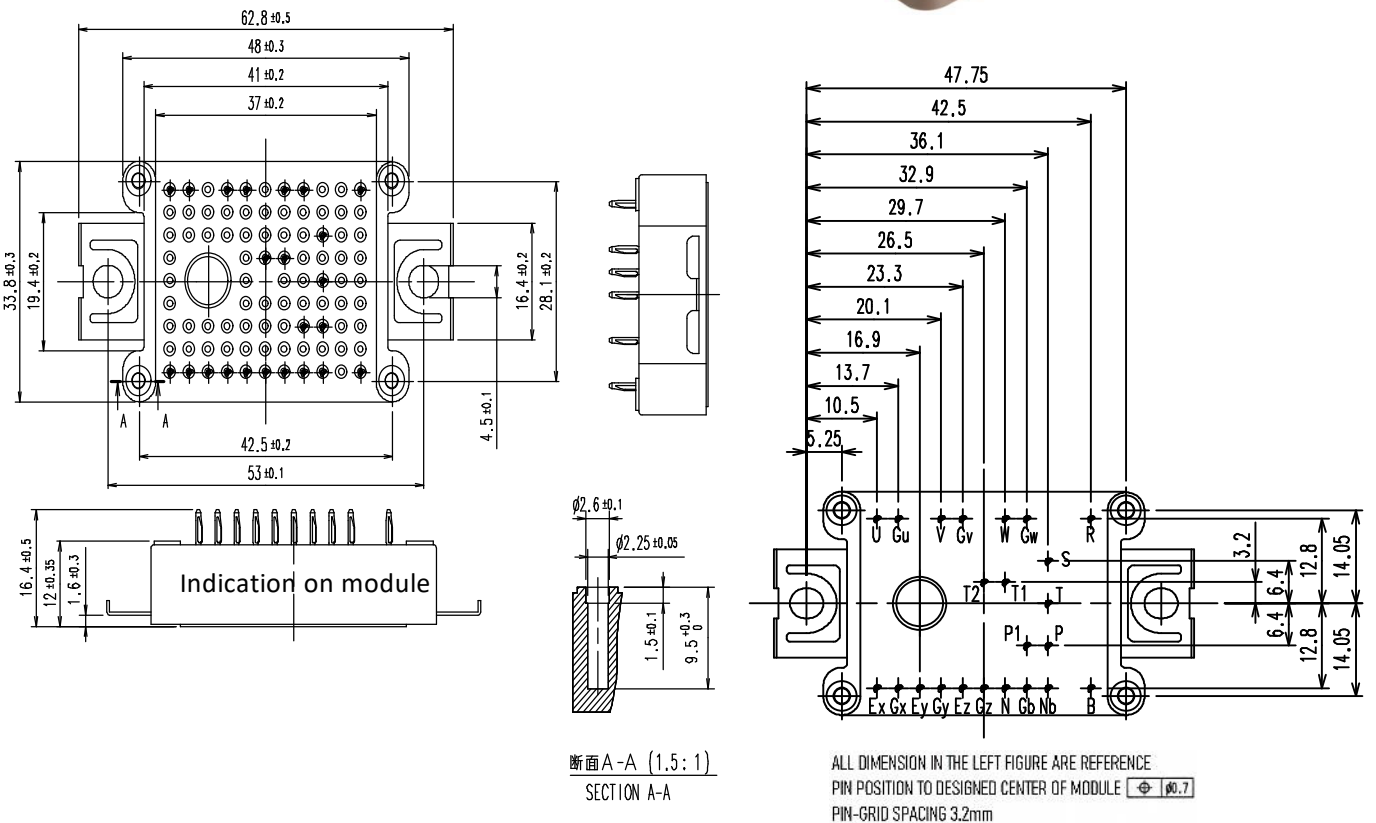 62.8 ±0.5
48 ±0.3
41 ±0.2
37 ±0.2
33.8 ±0.3
19.4 ±0.2
16.4 ±0.2
28.1 ±0.2
4.5 ±0.1
A A
42.5 ±0.2
53 ±0.1
16.4 ±0.5
12 ±0.35
1.6 ±0.3
Indication on module
ø2.6 ±0.1
ø2.25 ±0.05
1.5 ±0.1
9.5 +0.3 0
断面A-A (1.5:1)
SECTION A-A
47.75
42.5
36.1
32.9
29.7
26.5
23.3
20.1
16.9
13.7
10.5
5.25
U Gu V Gv W Gw R
S
T2 T1 T
P1 P
Ex Gx Ey Gy Ez Gz N Gb Nb B
3.2
6.4
12.8
14.05
6.4
12.8
14.05
ALL DIMENSION IN THE LEFT FIGURE ARE REFERENCE
PIN POSITION TO DESIGNED CENTER OF MODULE ⌖ ø0.7
PIN-GRID SPACING 3.2mm